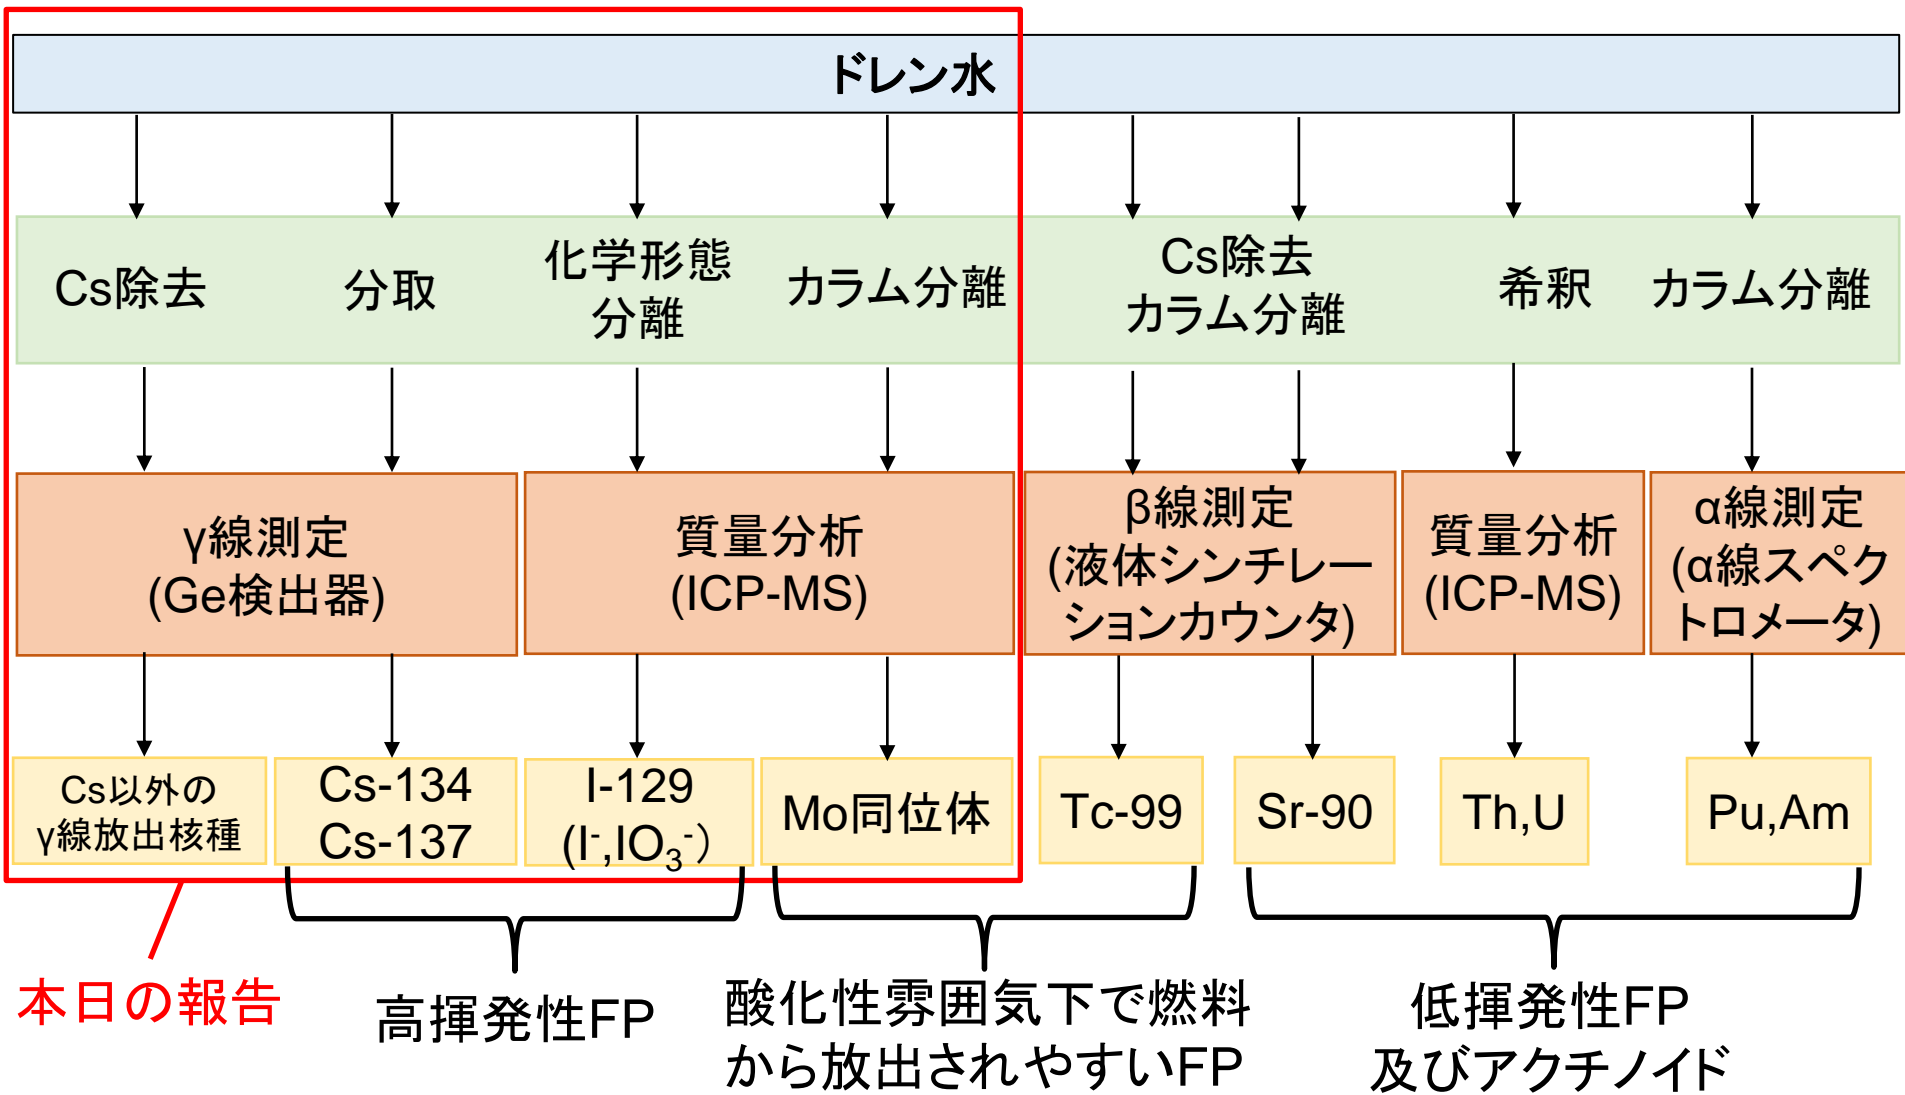 ドレン水
Cs除去
分取
化学形態
分離
カラム分離
Cs除去
カラム分離
希釈
カラム分離
γ線測定
(Ge検出器)
質量分析
(ICP-MS)
β線測定
(液体シンチレー
ションカウンタ)
質量分析
(ICP-MS)
α線測定
(α線スペク
トロメータ)
Cs以外の
γ線放出核種
Cs-134
Cs-137
I-129
(I⁻,IO₃⁻)
Mo同位体
Tc-99
Sr-90
Th,U
Pu,Am
本日の報告
高揮発性FP
酸化性雰囲気下で燃料
から放出されやすいFP
低揮発性FP
及びアクチノイド